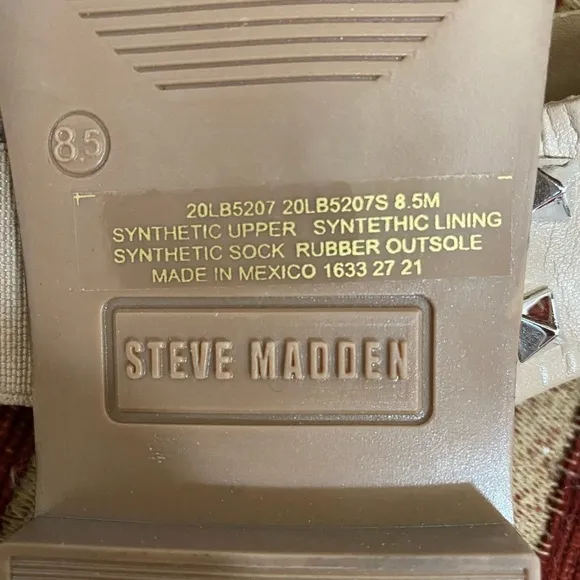 8.5
20LB5207 20LB5207S 8.5M
SYNTHETIC UPPER SYNTETHIC LINING
SYNTHETIC SOCK RUBBER OUTSOLE
MADE IN MEXICO 1633 27 21
STEVE MADDEN